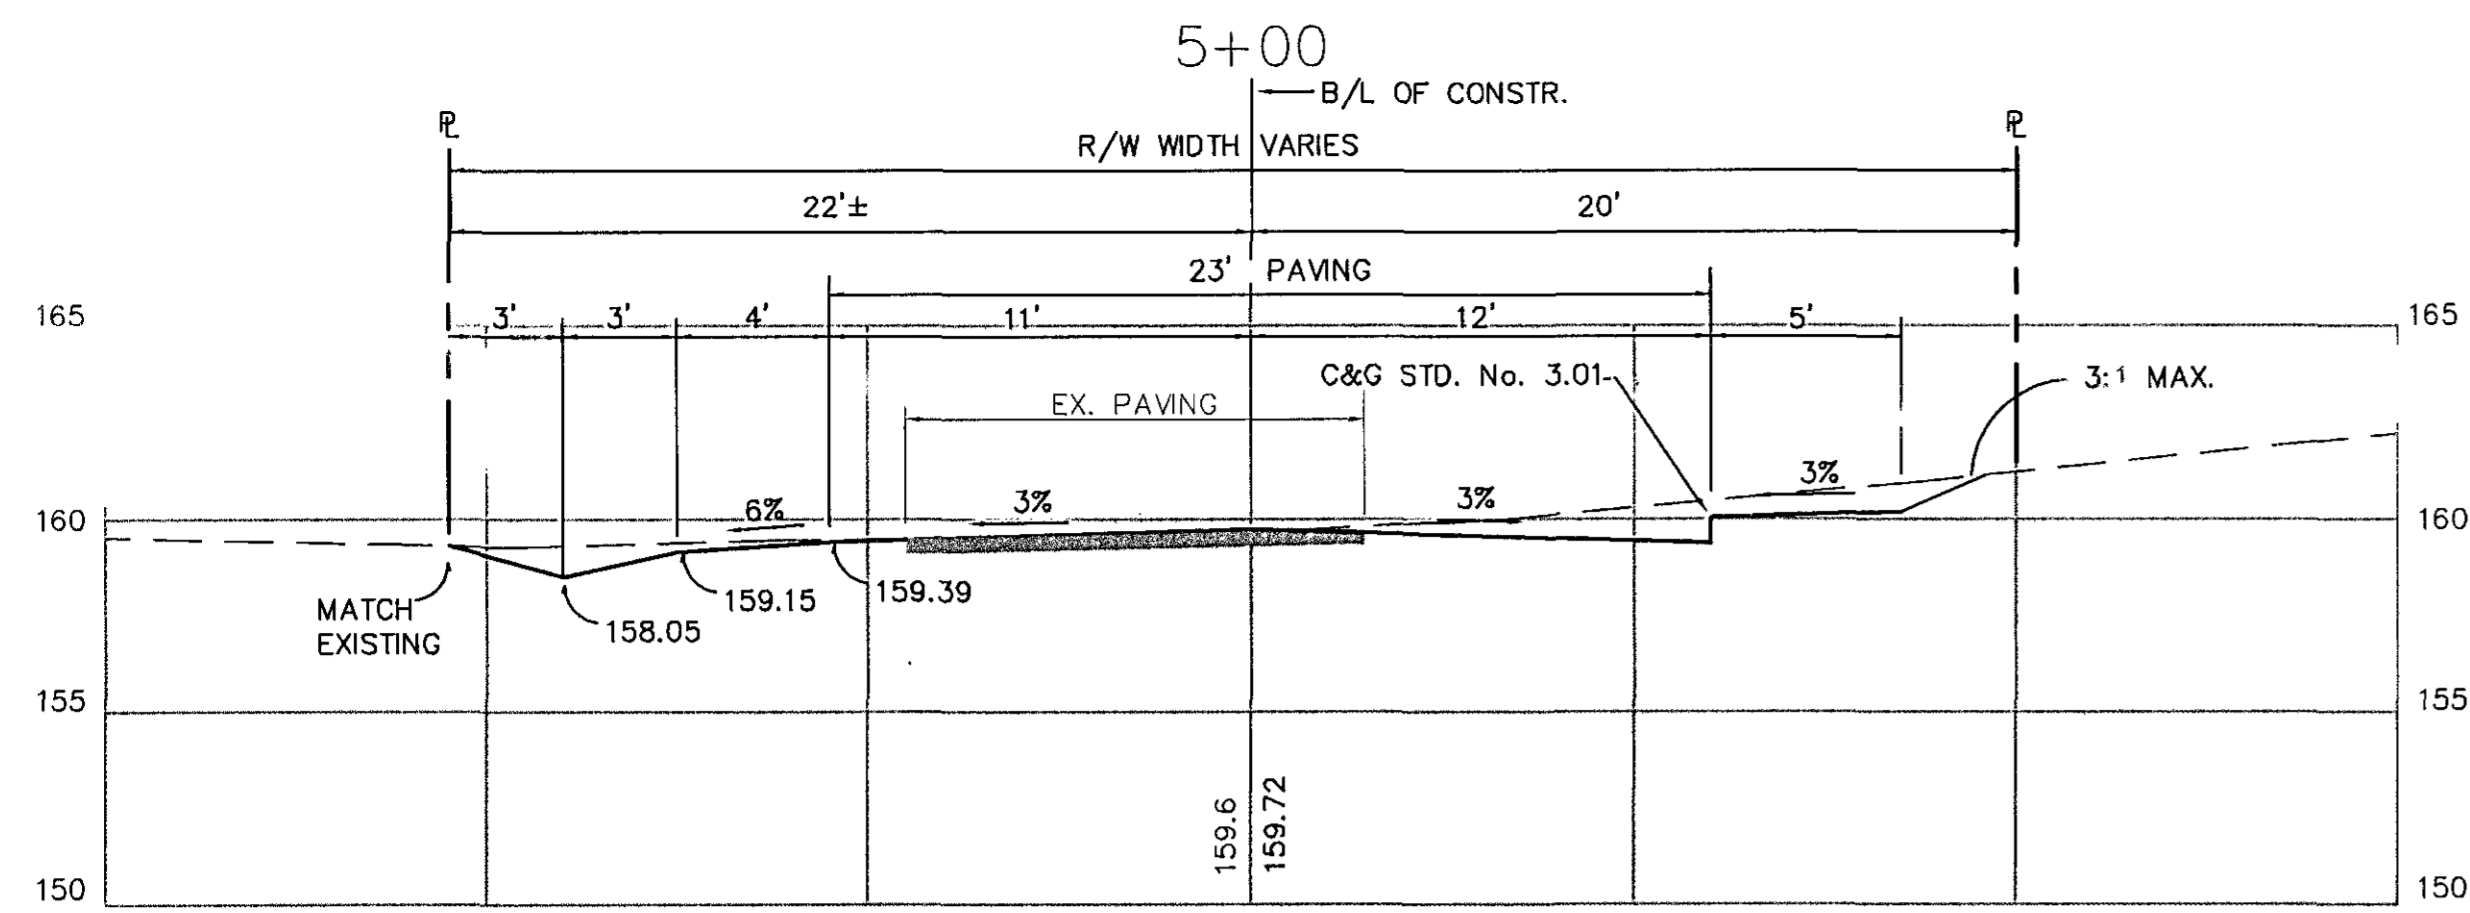 5+00
B/L OF CONSTR.
PL PL
R/W WIDTH VARIES
22'± 20'
23' PAVING
165 3' 3' 4' 11' 12' 5' 165
C&G STD. No. 3.01
3:1 MAX.
EX. PAVING
6% 3% 3% 3%
160 160
MATCH
EXISTING
158.05
159.15
159.39
155 155
159.6
159.72
150 150